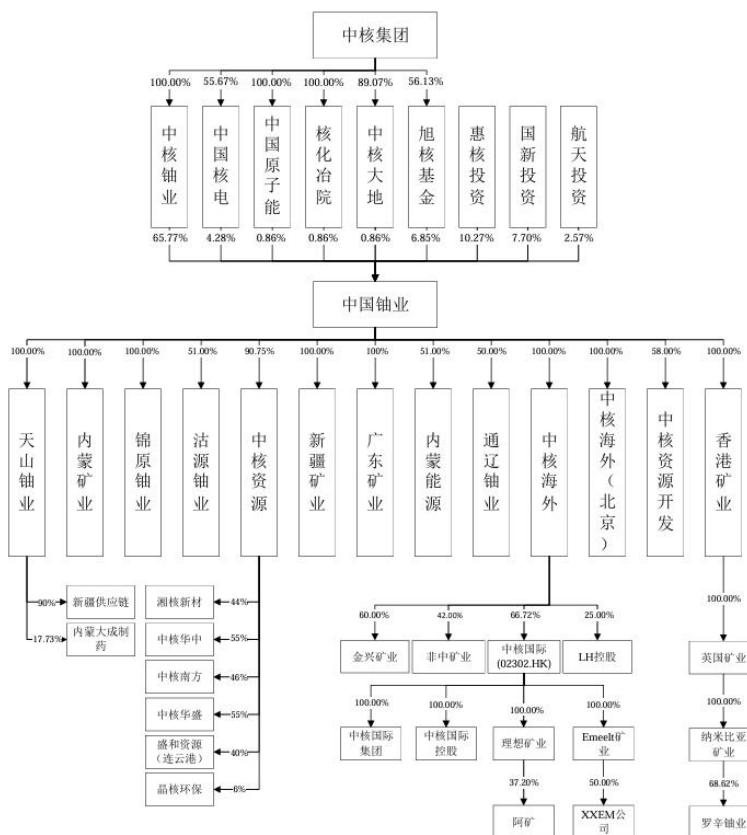 中核集团
100.00%
55.67%
100.00%
100.00%
89.07%
56.13%
中核铀业
中国核电
中国原子能
核化冶院
中核大地
旭核基金
惠核投资
国新投资
航天投资
65.77%
4.28%
0.86%
0.86%
0.86%
6.85%
10.27%
7.70%
2.57%
中国铀业
100.00%
100.00%
100.00%
51.00%
90.75%
100.00%
100%
51.00%
50.00%
100.00%
100.00%
58.00%
100.00%
天山铀业
内蒙矿业
锦原铀业
沽源铀业
中核资源
新疆矿业
广东矿业
内蒙能源
通辽铀业
中核海外
中核海外（北京）
中核资源开发
香港矿业
90%
新疆供应链
17.73%
内蒙大成制
药
湘核新材
44%
中核华中
55%
中核南方
46%
中核华盛
55%
盛和资源
（连云港）
40%
晶核环保
6%
60.00%
42.00%
66.72%
25.00%
100.00%
金兴矿业
非中矿业
中核国际
(02302.HK)
LH控股
英国矿业
100.00%
100.00%
100.00%
100.00%
100.00%
中核国际
集团
中核国际
控股
理想矿业
Emeelt矿
业
纳米比亚
矿业
37.20%
50.00%
68.62%
阿矿
XXEM公
司
罗辛铀业